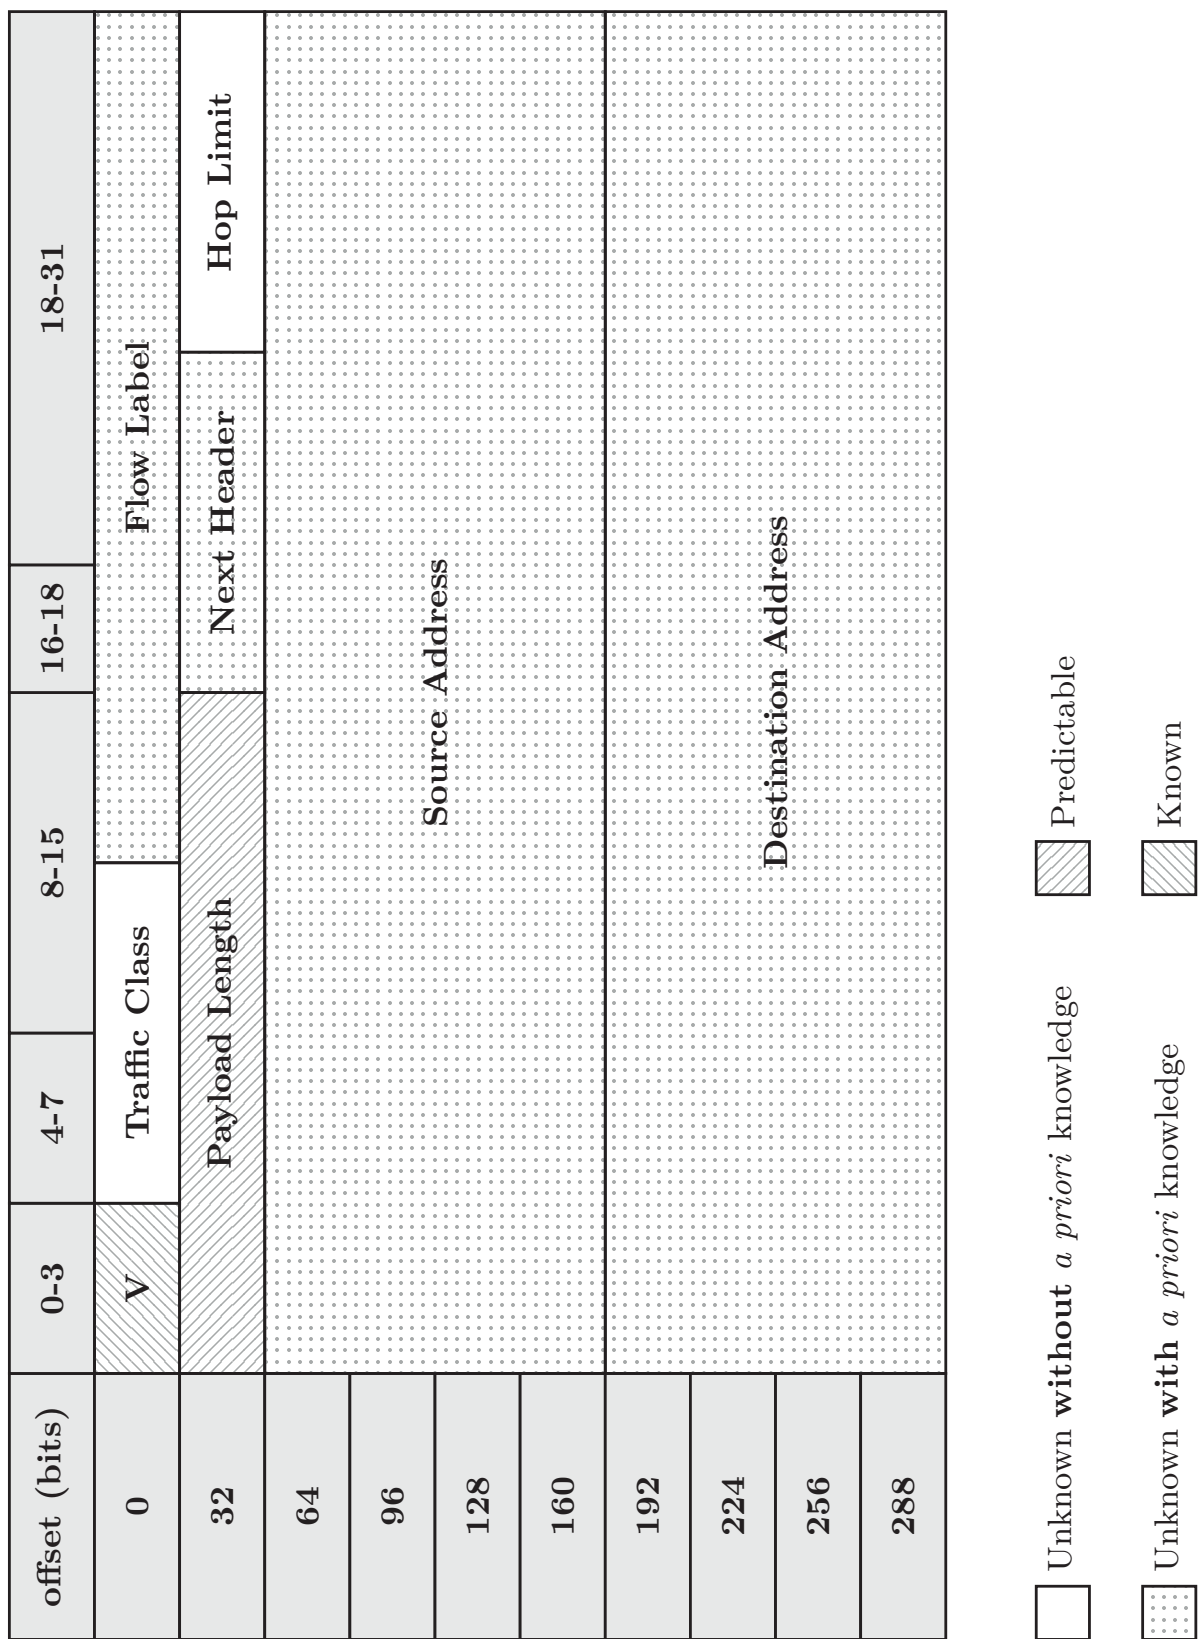 offset (bits) 0-3 4-7 8-15 16-18 18-31
0 V Traffic Class Flow Label
32 Payload Length Next Header Hop Limit
64
96
128
Source Address
160
192
224
256
Destination Address
288
Unknown without a priori knowledge Predictable
Unknown with a priori knowledge Known